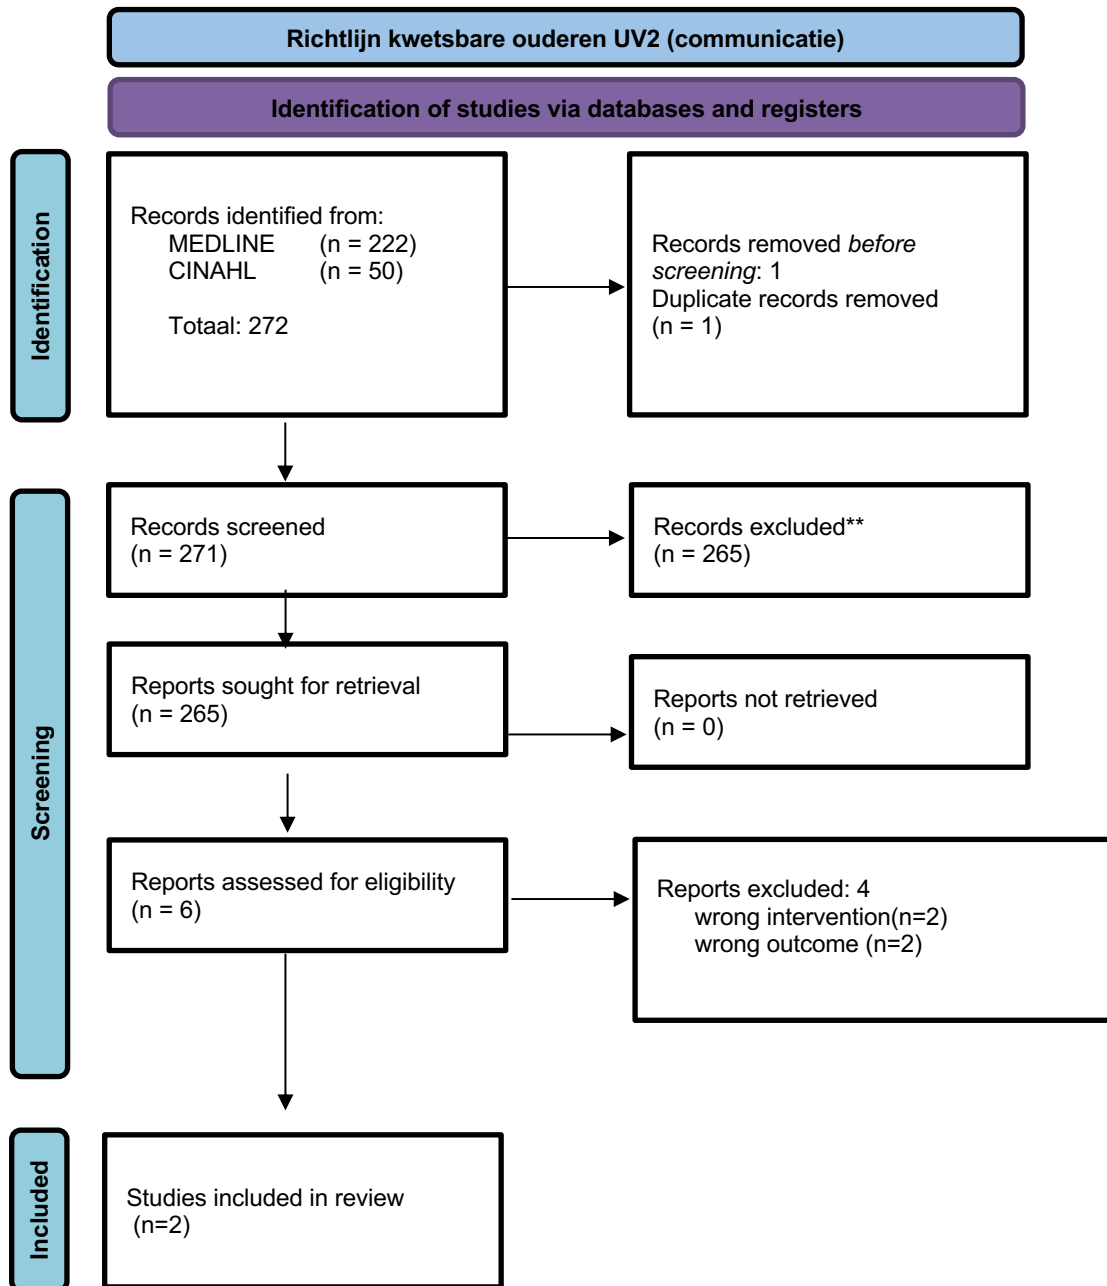 Richtlijn kwetsbare ouderen UV2 (communicatie)
Identification of studies via databases and registers
Identification
Records identified from:
MEDLINE (n = 222)
CINAHL (n = 50)
Totaal: 272
Records removed before
screening: 1
Duplicate records removed
(n = 1)
Screening
Records screened
(n = 271)
Records excluded**
(n = 265)
Reports sought for retrieval
(n = 265)
Reports not retrieved
(n = 0)
Reports assessed for eligibility
(n = 6)
Reports excluded: 4
wrong intervention(n=2)
wrong outcome (n=2)
Included
Studies included in review
(n=2)